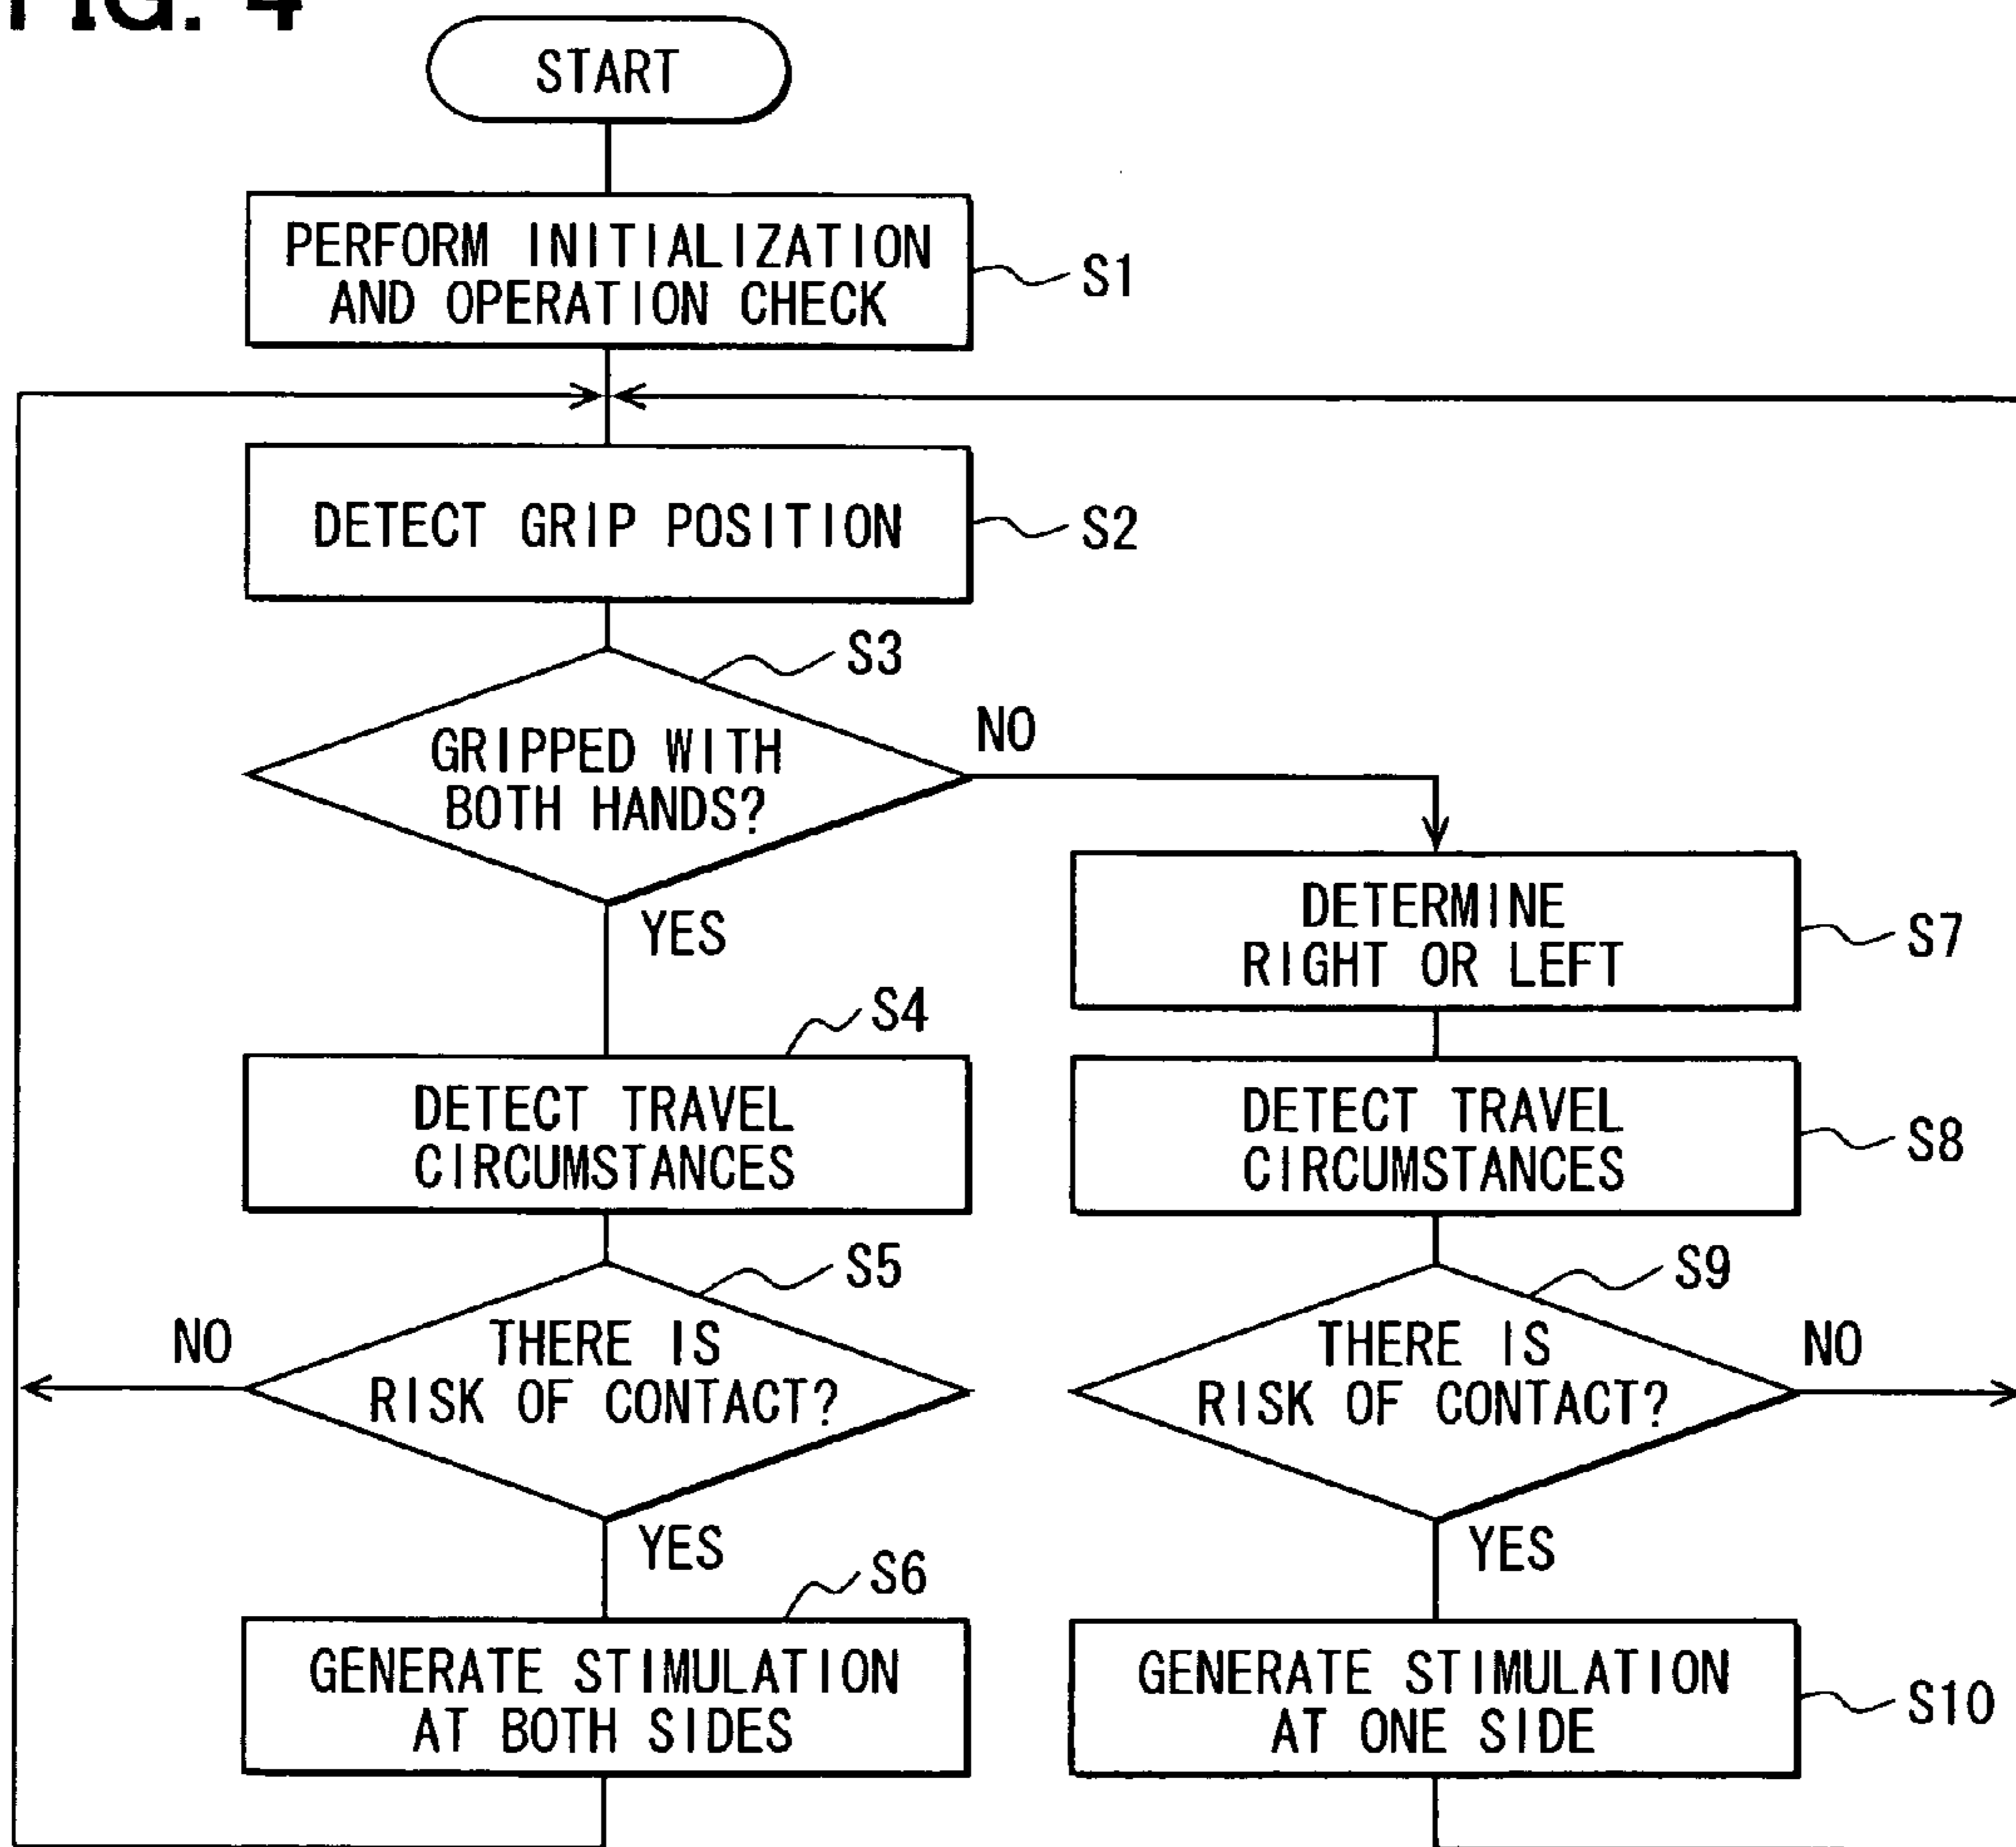 FIG. 4
START
PERFORM INITIALIZATION
AND OPERATION CHECK
S1
DETECT GRIP POSITION
S2
S3
GRIPPED WITH
BOTH HANDS?
NO
YES
DETERMINE
RIGHT OR LEFT
S7
S4
DETECT TRAVEL
CIRCUMSTANCES
DETECT TRAVEL
CIRCUMSTANCES
S8
S5
THERE IS
RISK OF CONTACT?
NO
YES
S9
THERE IS
RISK OF CONTACT?
NO
YES
S6
GENERATE STIMULATION
AT BOTH SIDES
GENERATE STIMULATION
AT ONE SIDE
S10